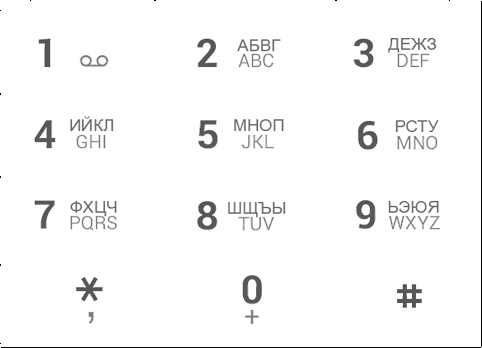 1
2 АБВГ
ABC
3 ДЕЖЗ
DEF
4 ИЙКЛ
GHI
5 МНОП
JKL
6 РСТУ
MNO
7 ФХЦЧ
PQRS
8 ШЩЪЫ
TUV
9 ЬЭЮЯ
WXYZ
*
,
0
+
#